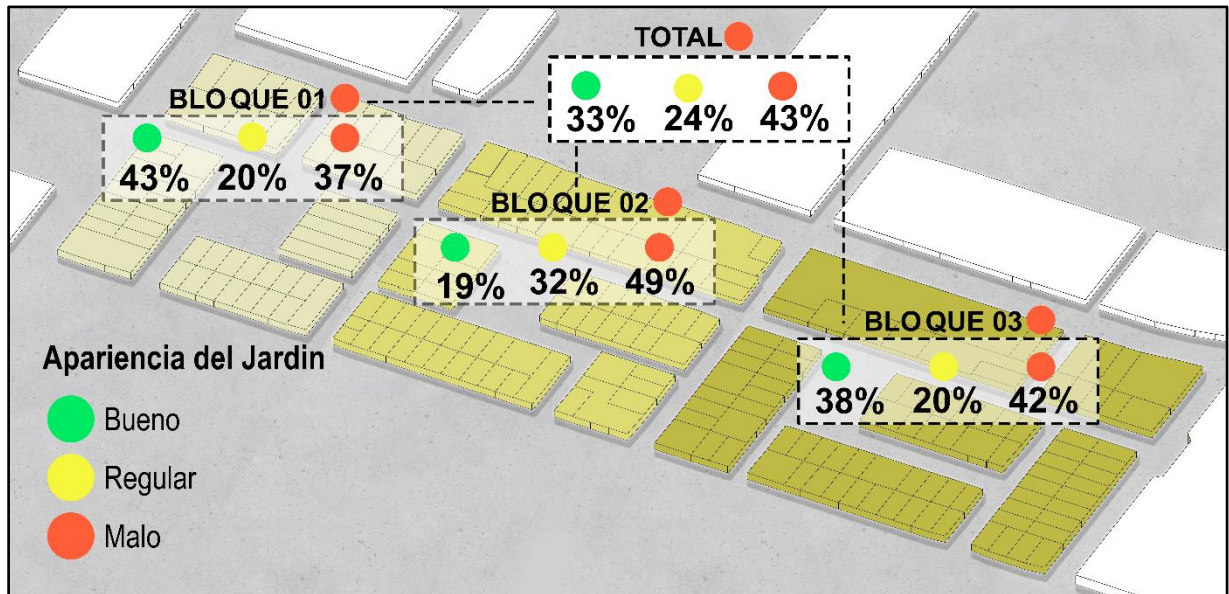 TOTAL
33% 24% 43%
BLOQUE 01
43% 20% 37%
BLOQUE 02
19% 32% 49%
BLOQUE 03
38% 20% 42%
Apariencia del Jardin
Bueno
Regular
Malo